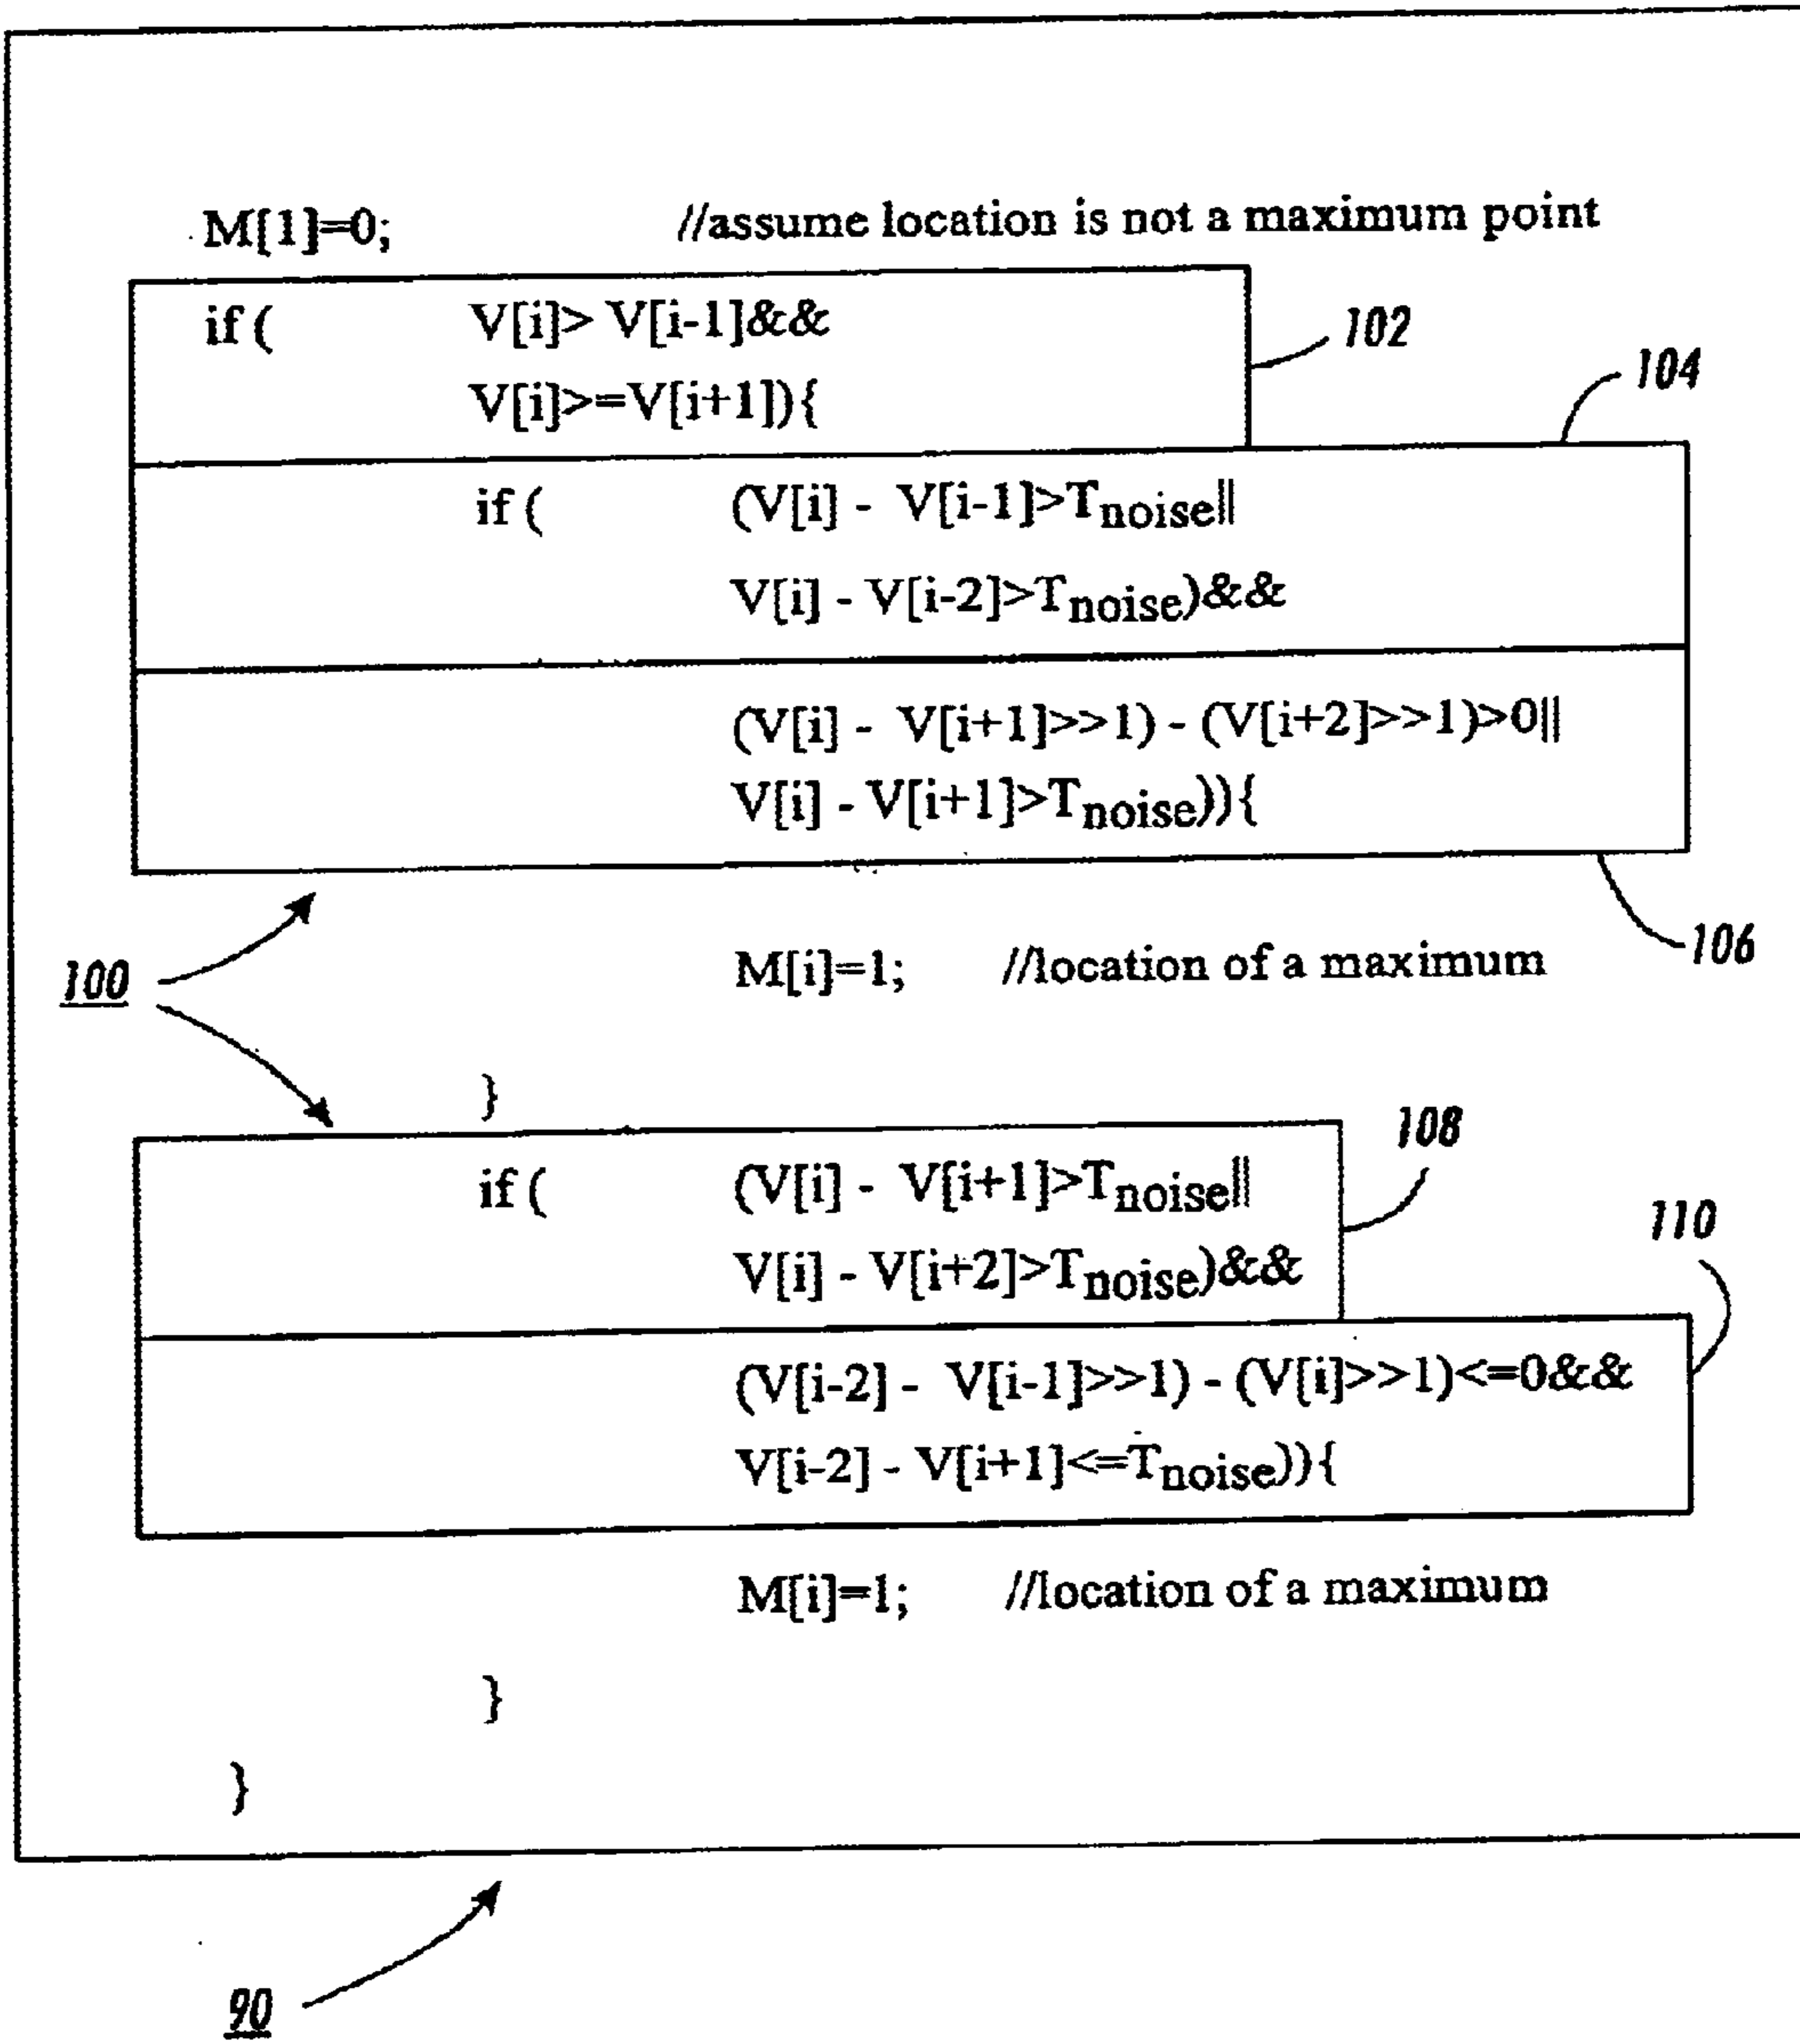 M[1]=0; //assume location is not a maximum point
if ( V[i]> V[i-1]&&
102
V[i]>=V[i+1]){
104
if ( (V[i] - V[i-1]>Tnoise||
V[i] - V[i-2]>Tnoise)&&
(V[i] - V[i+1]>>1) - (V[i+2]>>1)>0||
V[i] - V[i+1]>Tnoise)){
106
100
M[i]=1; //location of a maximum
}
108
if ( (V[i] - V[i+1]>Tnoise||
110
V[i] - V[i+2]>Tnoise)&&
(V[i-2] - V[i-1]>>1) - (V[i]>>1)<=0&&
V[i-2] - V[i+1]<=Tnoise)){
M[i]=1; //location of a maximum
}
}
90